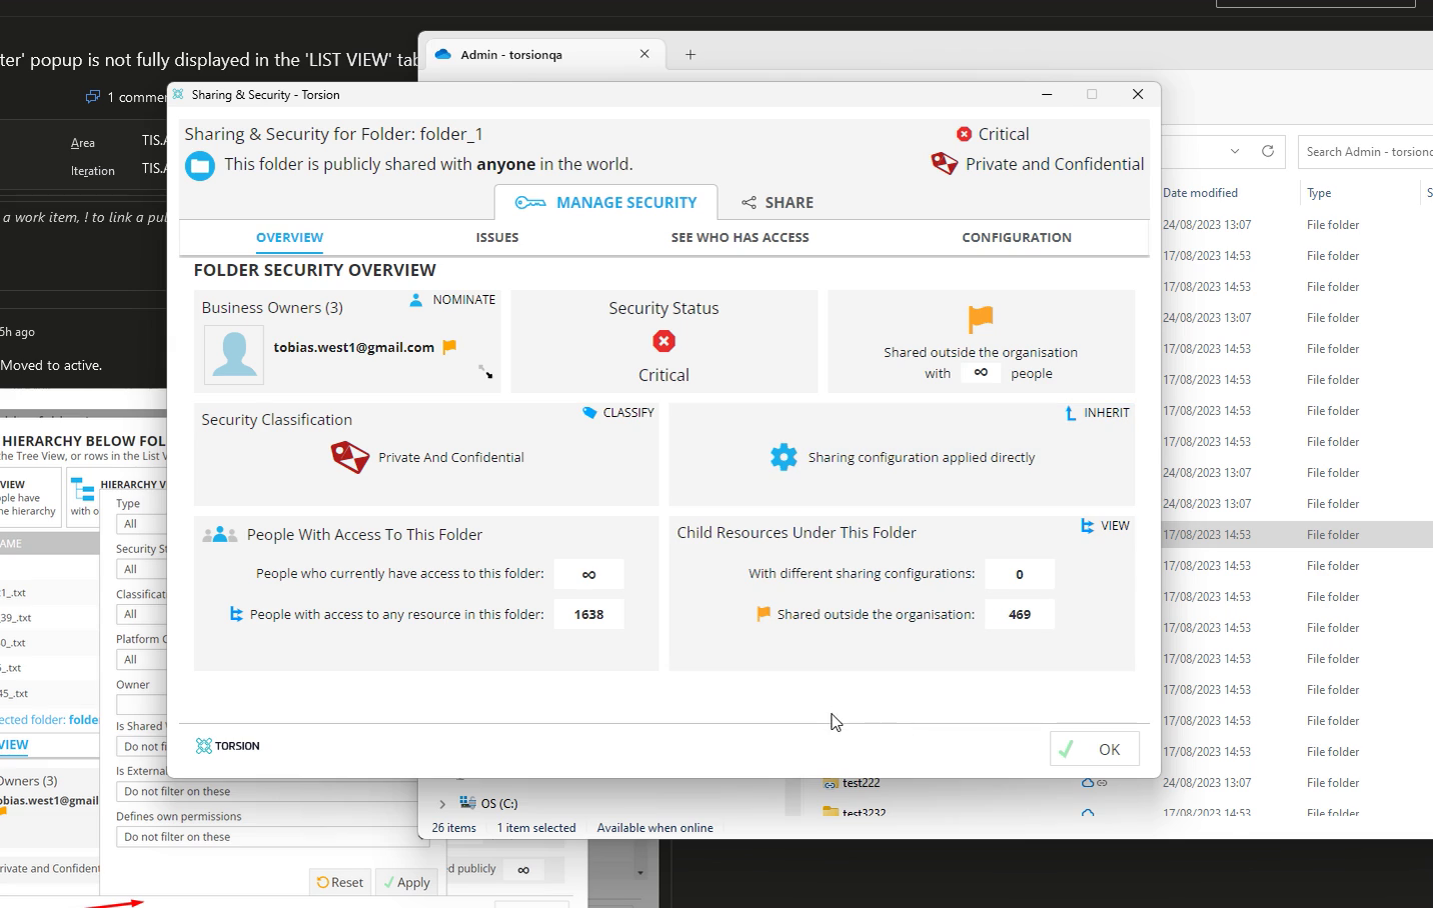 ter' popup is not fully displayed in the 'LIST VIEW' tab
Admin - torsionqa
1 comme
Sharing & Security - Torsion
Area
TIS.
Iteration
TIS.
a work item, ! to link a pu
5h ago
Moved to active.
Sharing & Security for Folder: folder_1
Critical
This folder is publicly shared with anyone in the world.
Private and Confidential
MANAGE SECURITY
SHARE
OVERVIEW
ISSUES
SEE WHO HAS ACCESS
CONFIGURATION
FOLDER SECURITY OVERVIEW
Business Owners (3)
NOMINATE
tobias.west1@gmail.com
Security Status
Critical
Shared outside the organisation
with ∞ people
Security Classification
CLASSIFY
Private And Confidential
INHERIT
Sharing configuration applied directly
People With Access To This Folder
People who currently have access to this folder: ∞
People with access to any resource in this folder: 1638
Child Resources Under This Folder
VIEW
With different sharing configurations: 0
Shared outside the organisation: 469
TORSION
OK
Search Admin - torsionq
Date modified
Type
S
24/08/2023 13:07 File folder
17/08/2023 14:53 File folder
17/08/2023 14:53 File folder
24/08/2023 13:07 File folder
17/08/2023 14:53 File folder
17/08/2023 14:53 File folder
17/08/2023 14:53 File folder
17/08/2023 14:53 File folder
24/08/2023 13:07 File folder
24/08/2023 13:07 File folder
17/08/2023 14:53 File folder
17/08/2023 14:53 File folder
17/08/2023 14:53 File folder
17/08/2023 14:53 File folder
17/08/2023 14:53 File folder
17/08/2023 14:53 File folder
17/08/2023 14:53 File folder
17/08/2023 14:53 File folder
test222 24/08/2023 13:07 File folder
test3232 17/08/2023 14:53 File folder
OS (C:)
26 items
1 item selected
Available when online
HIERARCHY BELOW FOL
the Tree View, or rows in the List V
VIEW
ple have
he hierarchy
HIERARCHY V
with o
AME
1_.txt
39_.txt
0_.txt
_.txt
45_.txt
ected folder: folde
VIEW
Owners (3)
obias.west1@gmail
rivate and Confident
Type
All
Security St
All
Classificat
All
Platform C
All
Owner
Is Shared
Do not fi
Is External
Do not filter on these
Defines own permissions
Do not filter on these
Reset
Apply
d publicly ∞